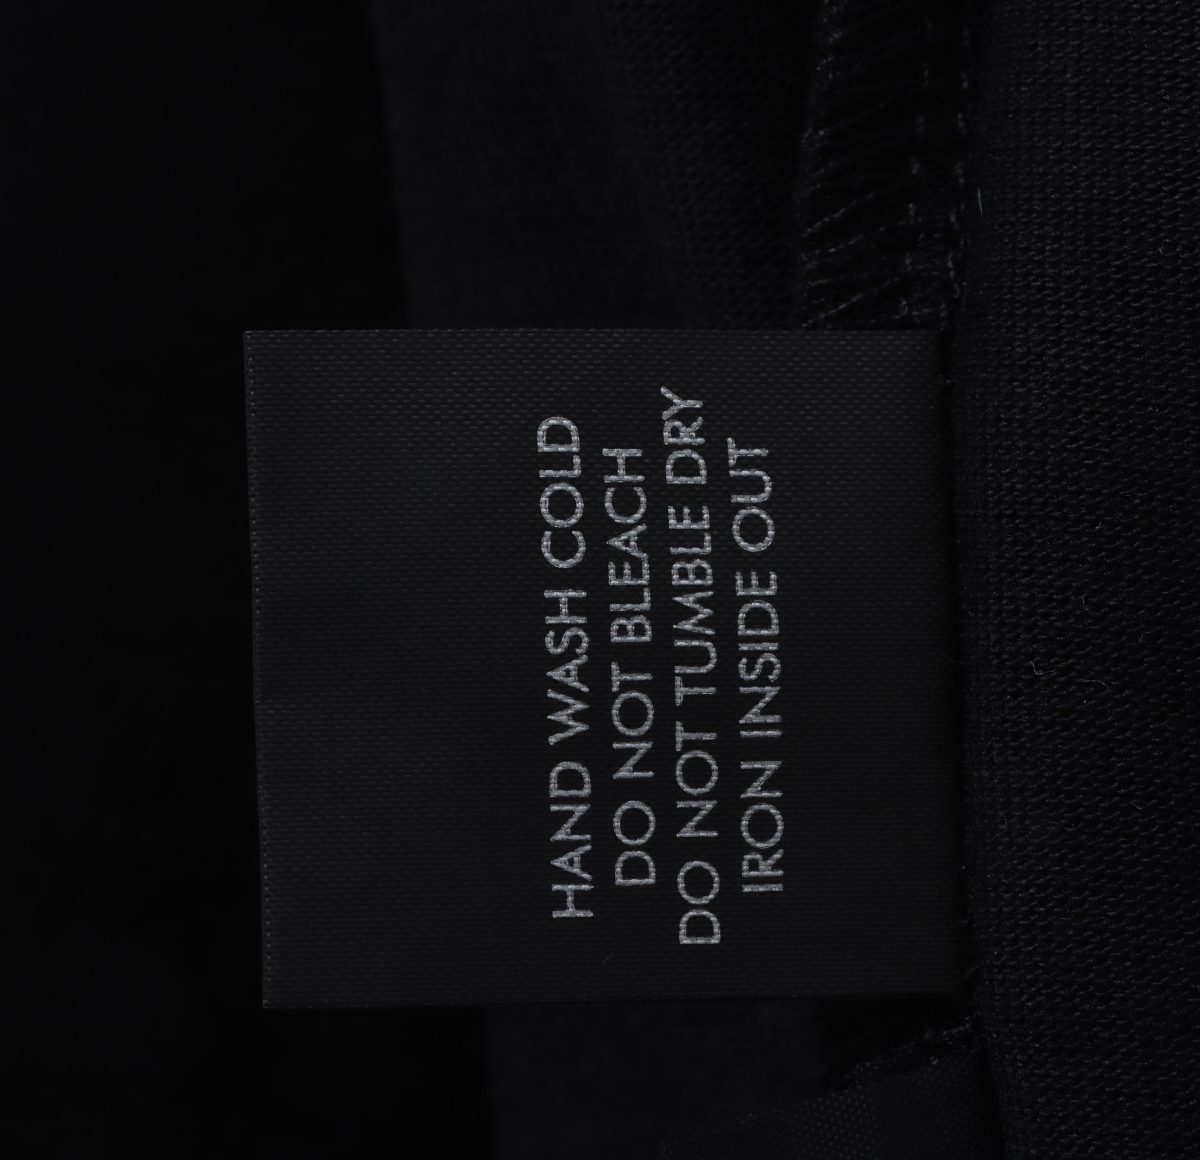 HAND WASH COLD
DO NOT BLEACH
DO NOT TUMBLE DRY
IRON INSIDE OUT